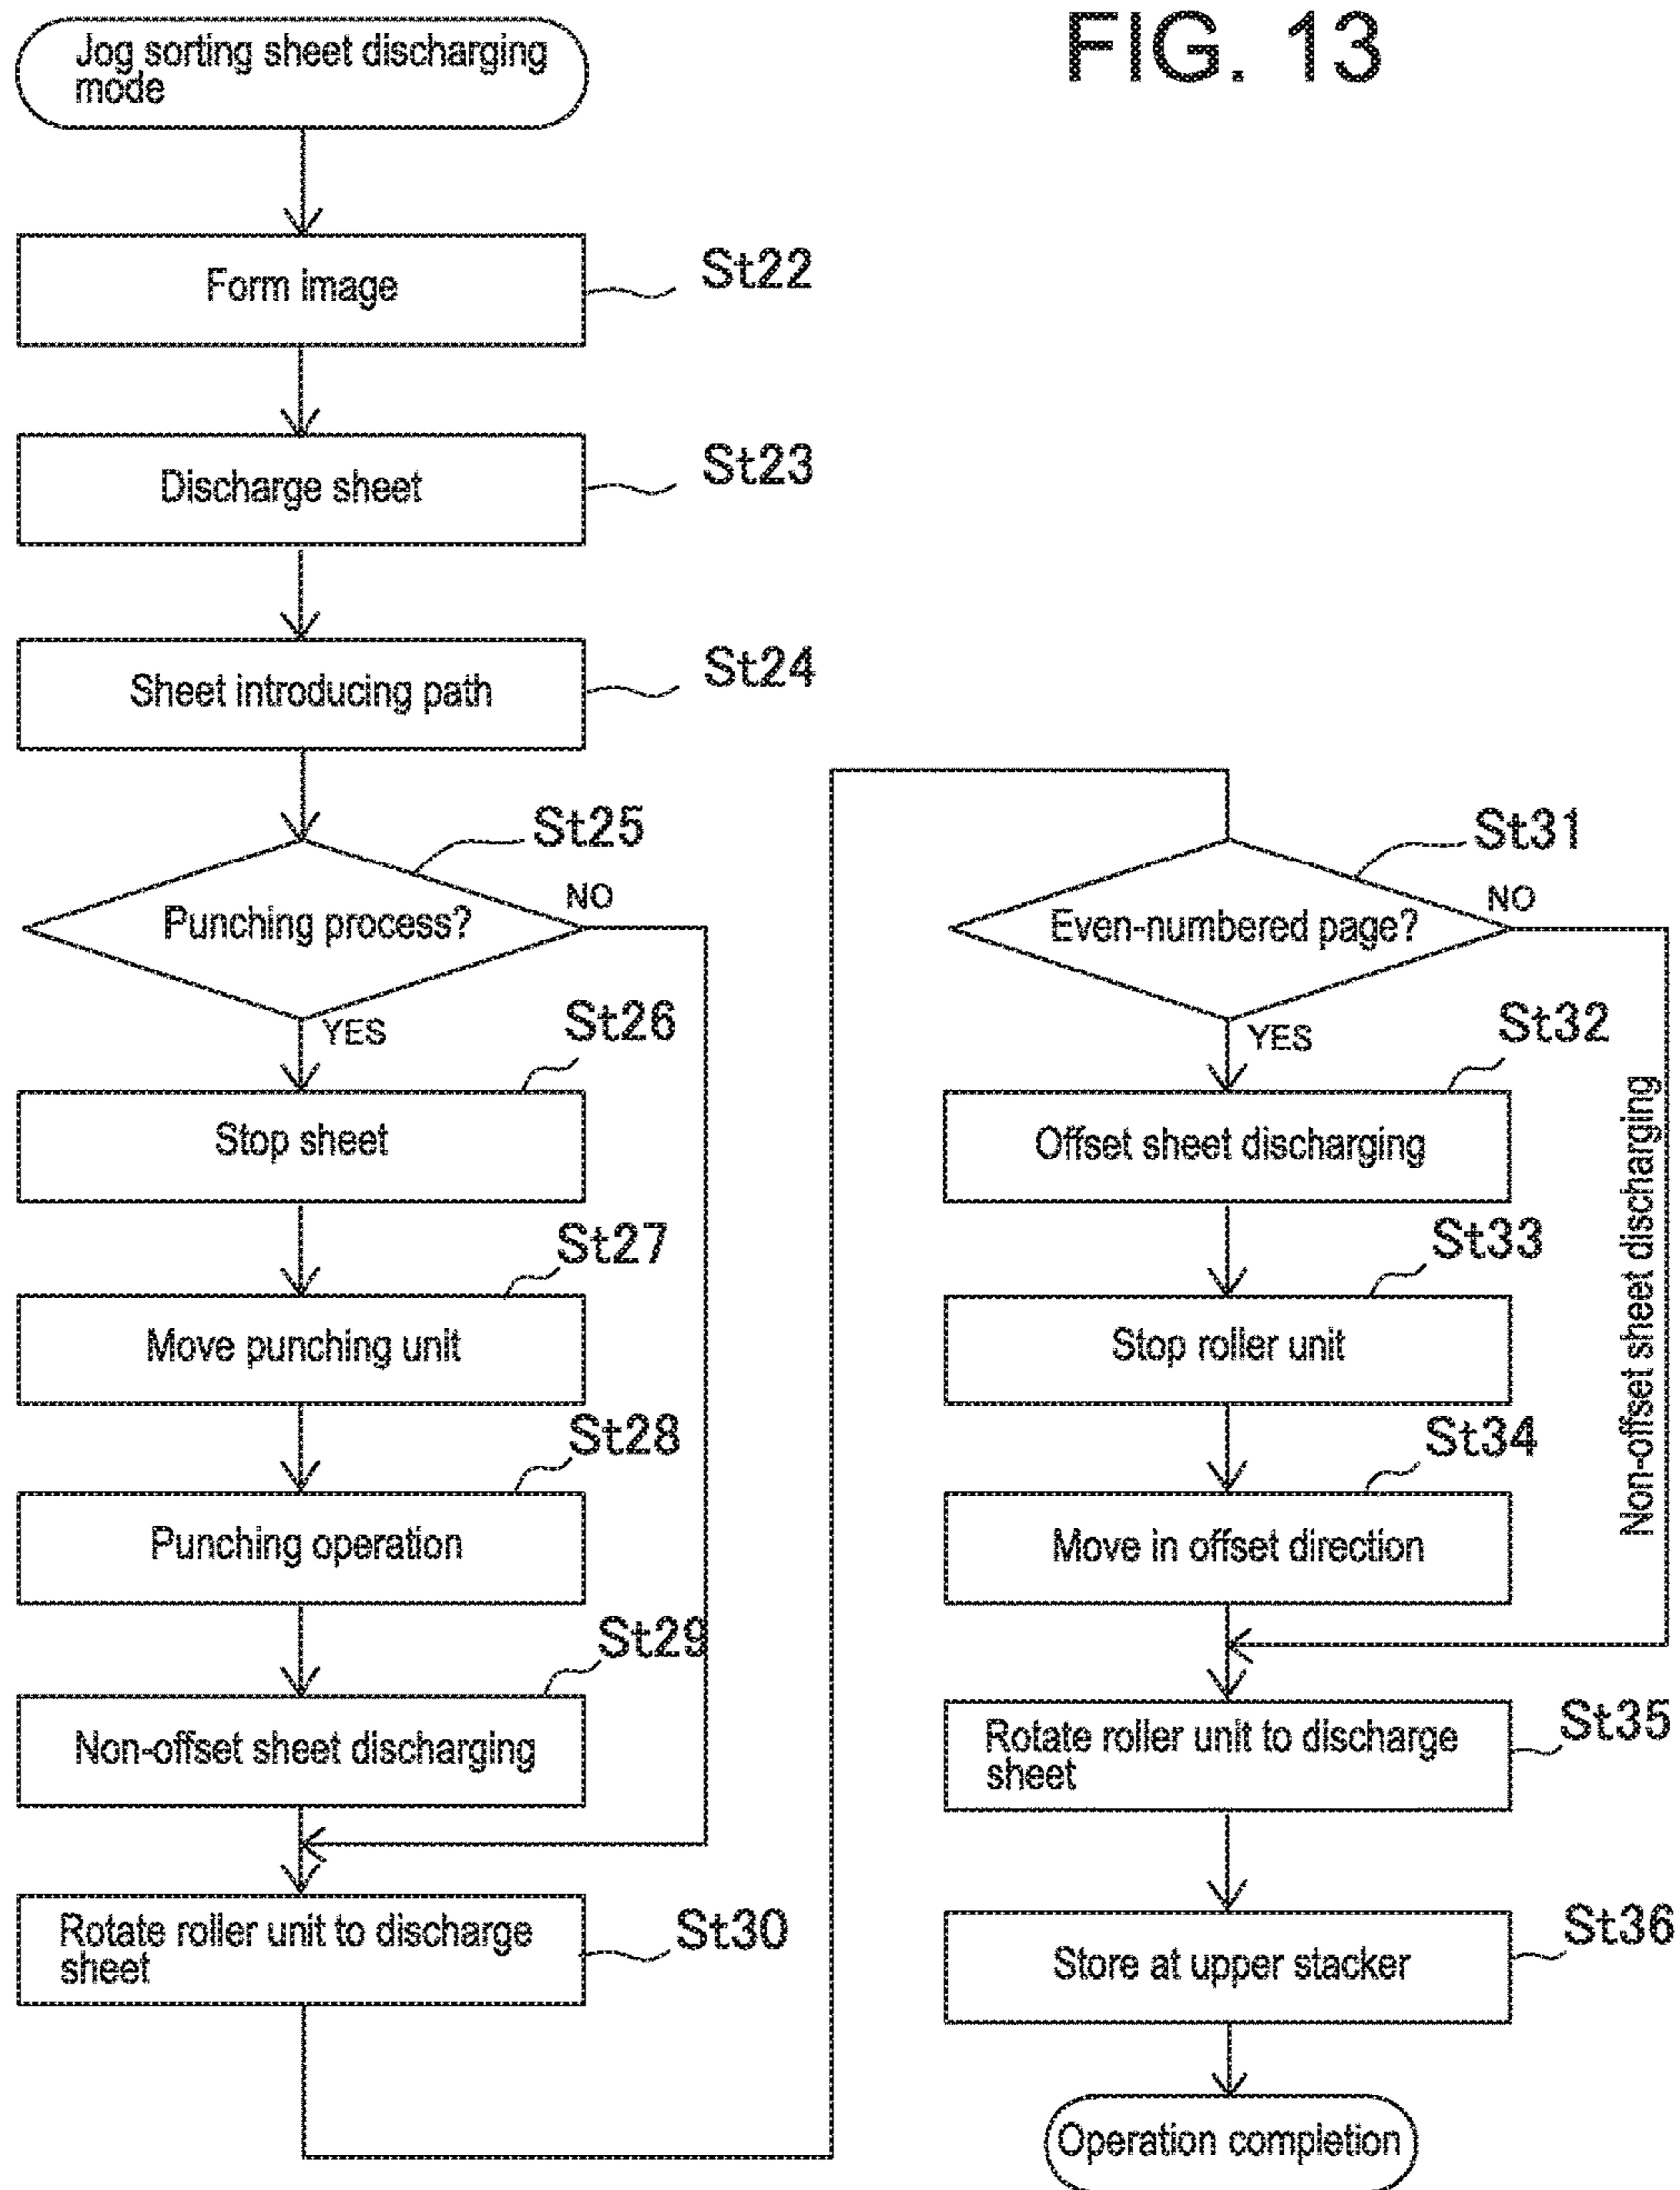 FIG. 13
Jog sorting sheet discharging
mode
Form image
St22
Discharge sheet
St23
Sheet introducing path
St24
St25
Punching process?
NO
YES
St26
Stop sheet
St27
Move punching unit
St28
Punching operation
St29
Non-offset sheet discharging
Rotate roller unit to discharge
sheet
St30
St31
Even-numbered page?
NO
YES
St32
Offset sheet discharging
Non-offset sheet discharging
St33
Stop roller unit
St34
Move in offset direction
Rotate roller unit to discharge
sheet
St35
Store at upper stacker
St36
Operation completion